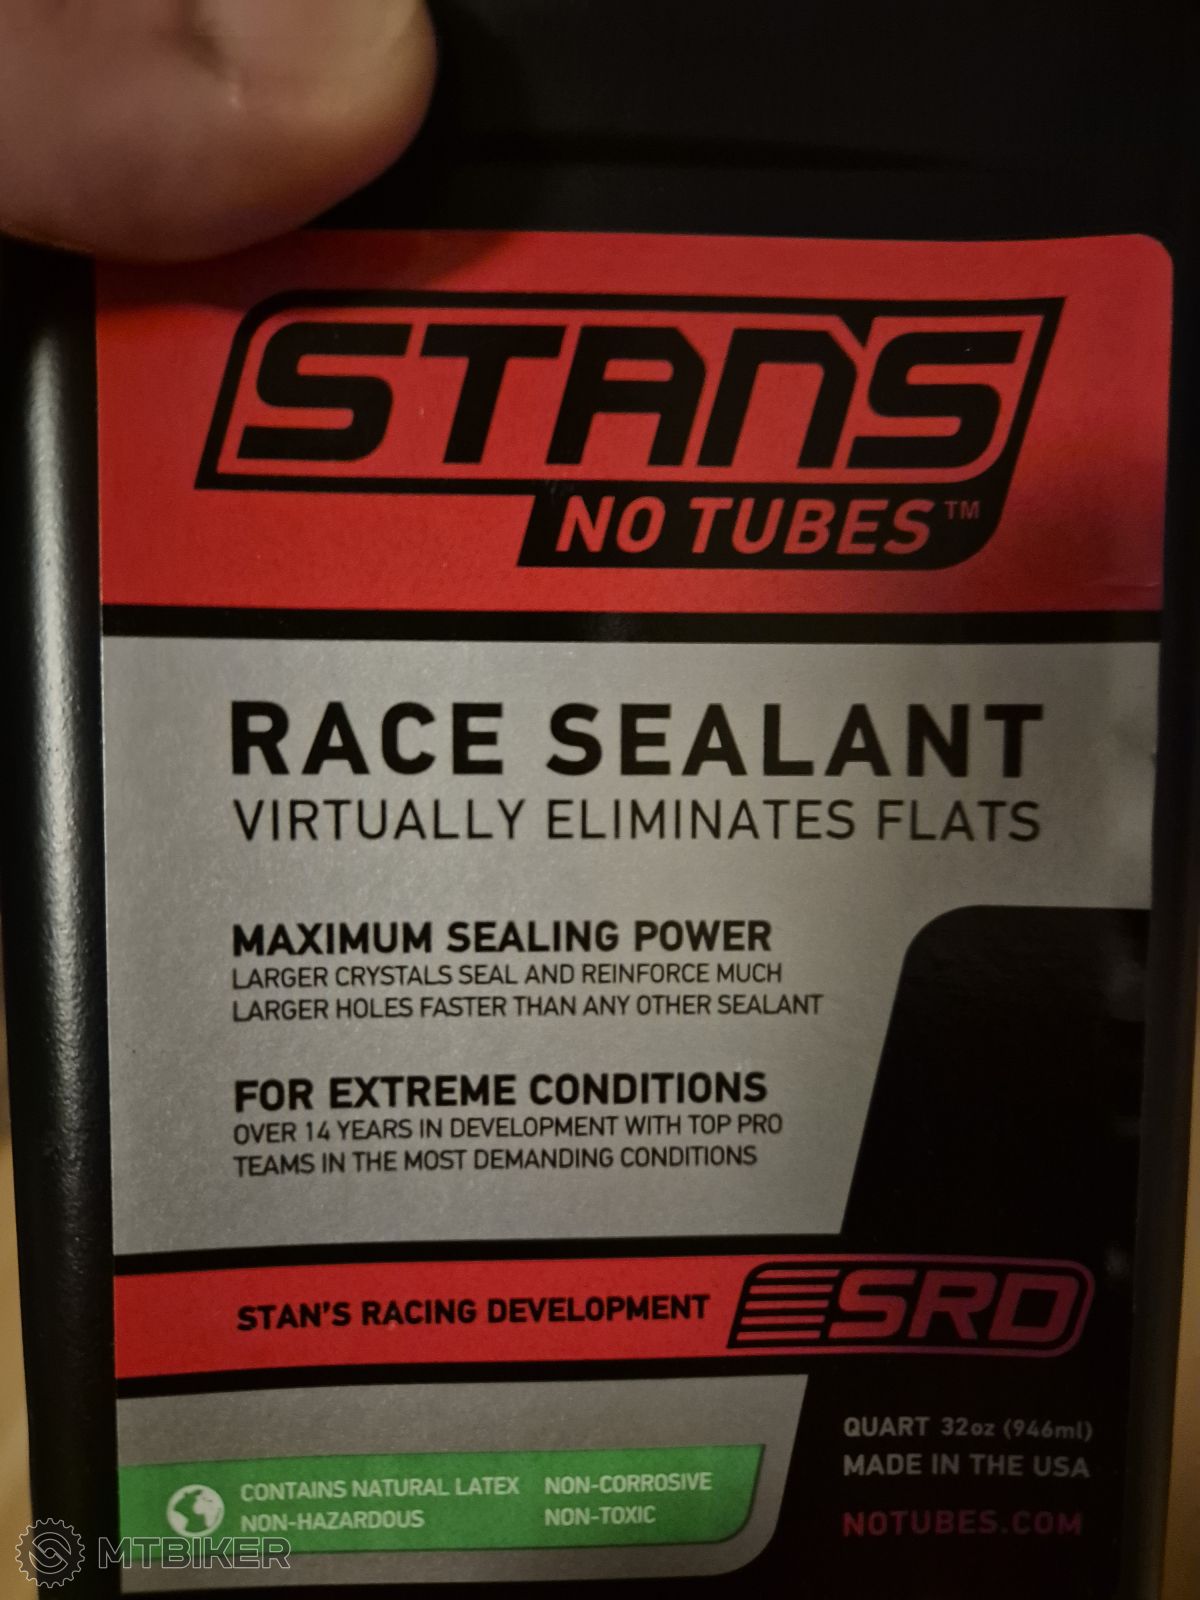 STANS
NO TUBES™
RACE SEALANT
VIRTUALLY ELIMINATES FLATS
MAXIMUM SEALING POWER
LARGER CRYSTALS SEAL AND REINFORCE MUCH
LARGER HOLES FASTER THAN ANY OTHER SEALANT
FOR EXTREME CONDITIONS
OVER 14 YEARS IN DEVELOPMENT WITH TOP PRO
TEAMS IN THE MOST DEMANDING CONDITIONS
STAN'S RACING DEVELOPMENT
SRD
QUART 32oz (946ml)
MADE IN THE USA
NOTUBES.COM
CONTAINS NATURAL LATEX NON-CORROSIVE
NON-HAZARDOUS NON-TOXIC
MTBIKER